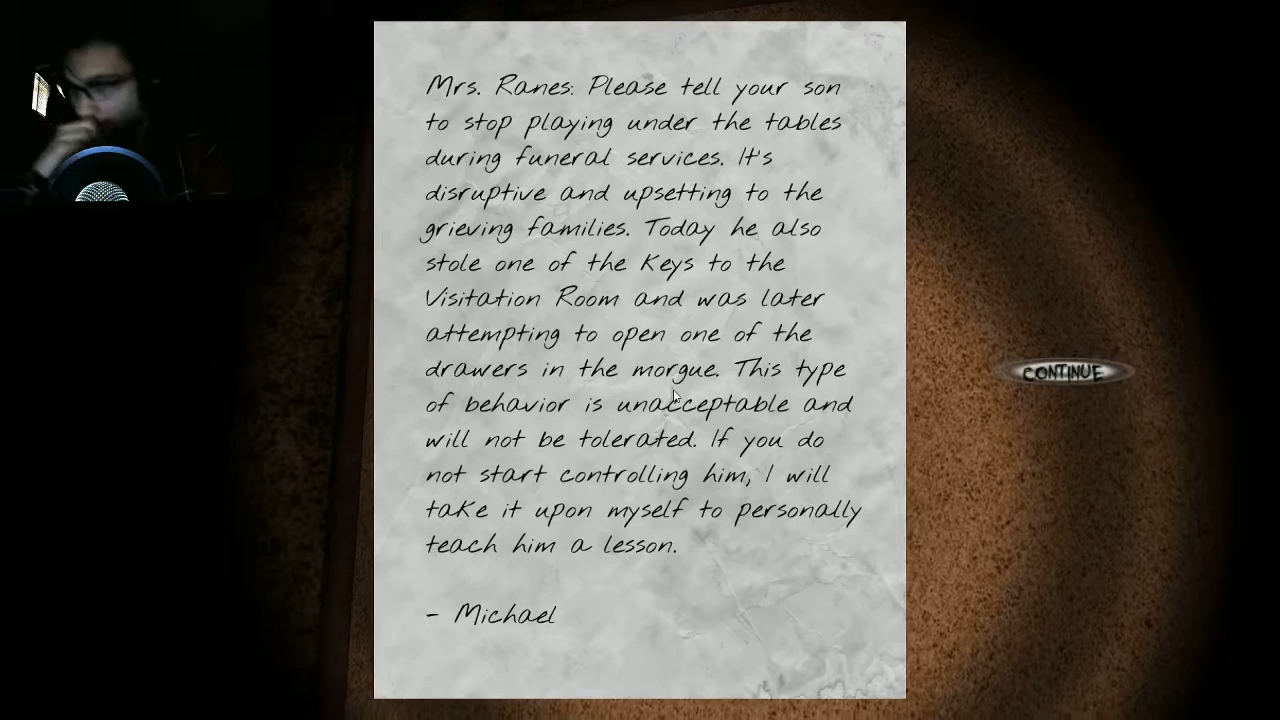 Mrs. Ranes: Please tell your son
to stop playing under the tables
during funeral services. It's
disruptive and upsetting to the
grieving families. Today he also
stole one of the keys to the
Visitation Room and was later
attempting to open one of the
drawers in the morgue. This type
of behavior is unacceptable and
will not be tolerated. If you do
not start controlling him, I will
take it upon myself to personally
teach him a lesson.
- Michael
CONTINUE